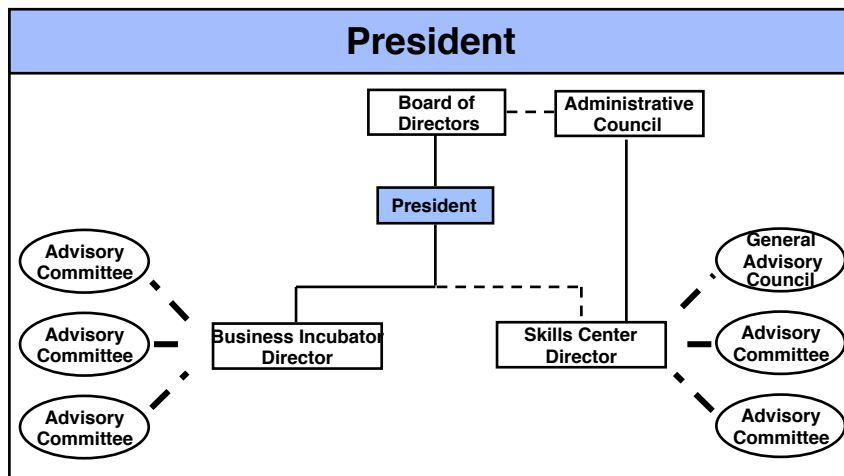 President
Board of
Directors
Administrative
Council
President
Advisory
Committee
General
Advisory
Council
Advisory
Committee
Business Incubator
Director
Skills Center
Director
Advisory
Committee
Advisory
Committee
Advisory
Committee